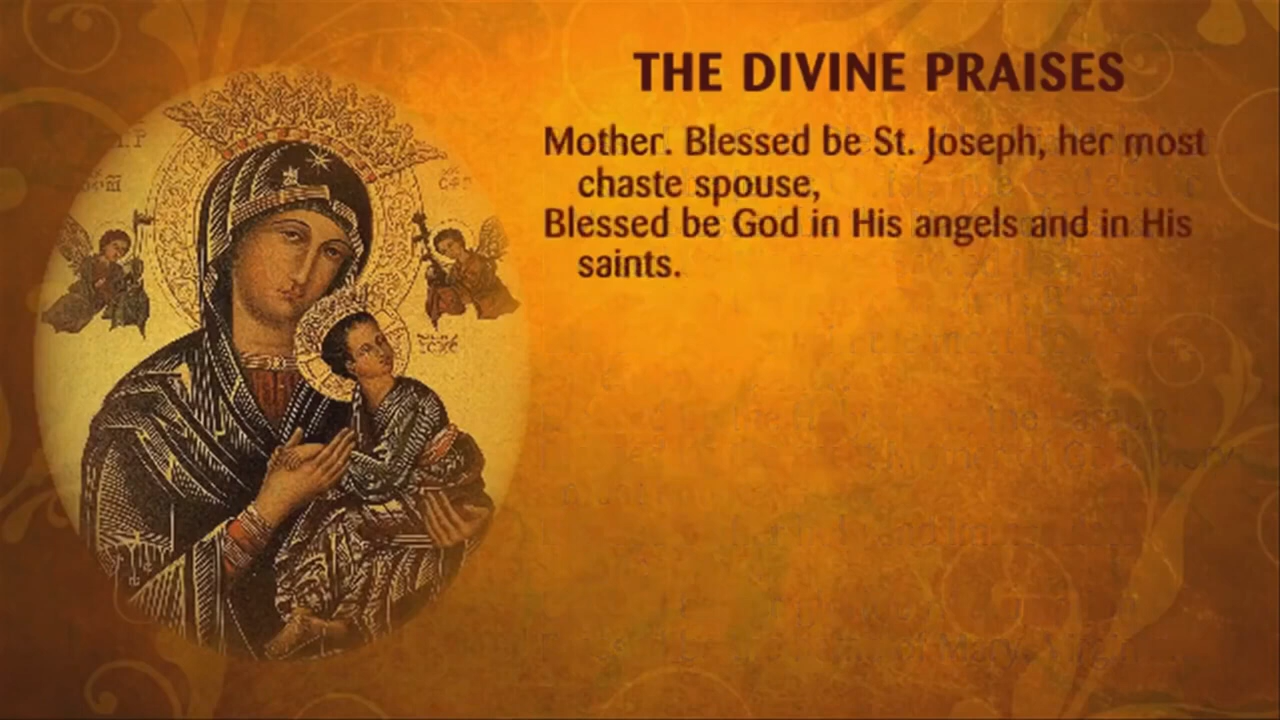 THE DIVINE PRAISES
Mother. Blessed be St. Joseph, her most
chaste spouse,
Blessed be God in His angels and in His
saints.